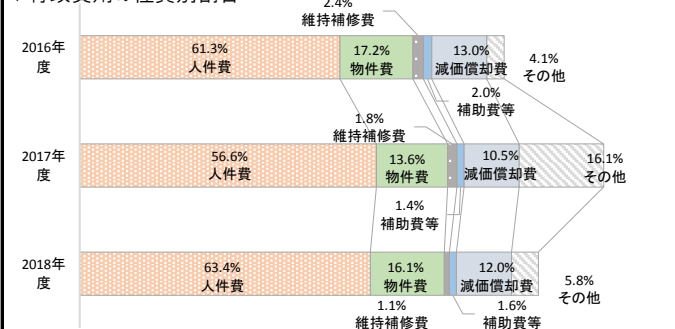 2.4%
維持補修費
2016年度
61.3%
人件費
17.2%
物件費
13.0%
減価償却費
4.1%
その他
2.0%
補助費等
1.8%
維持補修費
2017年度
56.6%
人件費
13.6%
物件費
10.5%
減価償却費
16.1%
その他
1.4%
補助費等
2018年度
63.4%
人件費
16.1%
物件費
12.0%
減価償却費
5.8%
その他
1.1%
維持補修費
1.6%
補助費等